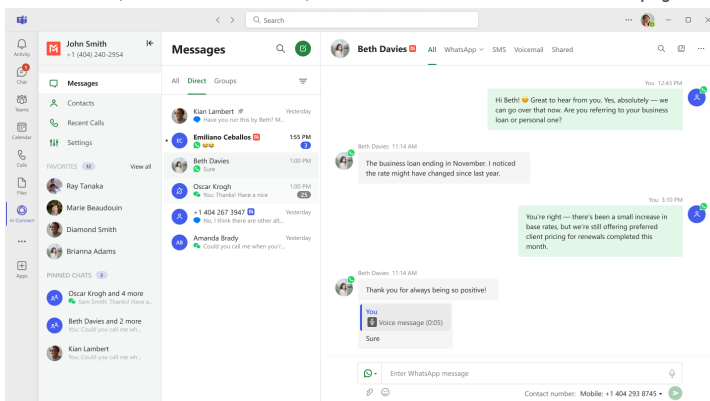 Search
Activity
Chat
1
Teams
Calendar
Calls
Files
m-Connect
Apps
John Smith
+1 (404) 240-2954
Messages
Contacts
Recent Calls
Settings
FAVORITES 12 View all
Ray Tanaka
Marie Beaudouin
Diamond Smith
Brianna Adams
PINNED CHATS 3
Oscar Krogh and 4 more
Sam Smith: Thanks! Have a...
Beth Davies and 2 more
You: Could you call me wh...
Kian Lambert
You: Could you call me wh...
Messages
All Direct Groups
Kian Lambert Yesterday
Have you run this by Beth? M...
EC
Emiliano Ceballos 1:55 PM
😂😂 3
Beth Davies 1:00 PM
Sure
Oscar Krogh 1:00 PM
You: Thanks! Have a nice 25
+1 404 267 3947 Yesterday
No, I think there are other alt...
AB
Amanda Brady Yesterday
Could you call me when you'r...
Beth Davies All WhatsApp SMS Voicemail Shared
You 12:43 PM
Hi Beth! 😄 Great to hear from you. Yes, absolutely — we
can go over that now. Are you referring to your business
loan or personal one?
Beth Davies 11:14 AM
The business loan ending in November. I noticed
the rate might have changed since last year.
You 3:10 PM
You're right — there's been a small increase in
base rates, but we're still offering preferred
client pricing for renewals completed this
month.
Beth Davies 11:14 AM
Thank you for always being so positive!
You
Voice message (0:05)
Sure
Enter WhatsApp message
Contact number: Mobile: +1 404 293 8745